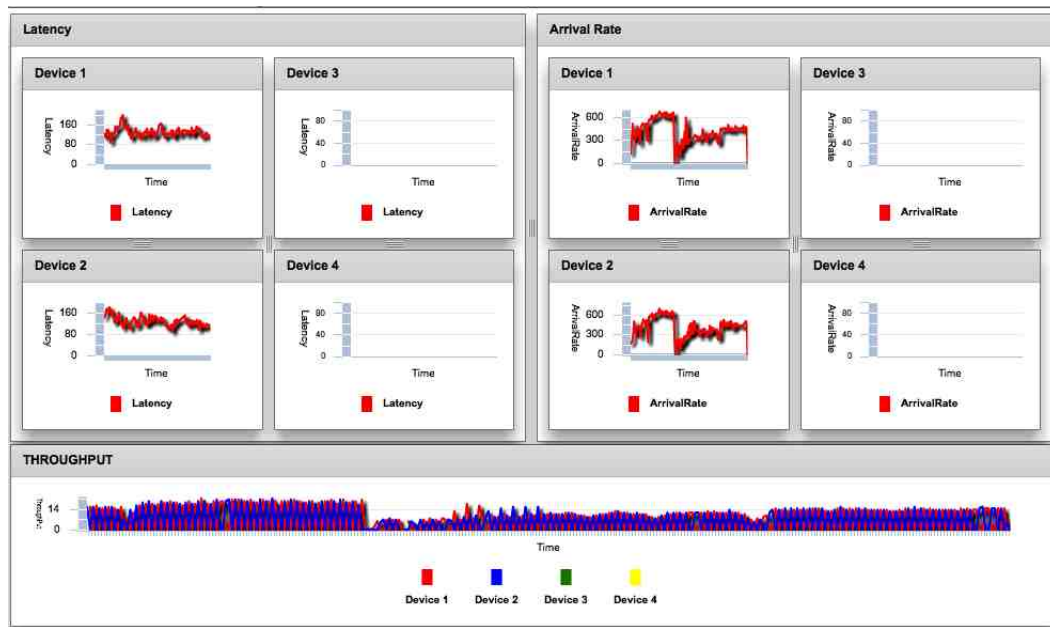 Latency
Device 1
Latency
160
80
0
Time
Latency
Device 3
Latency
80
40
0
Time
Latency
Device 2
Latency
160
80
0
Time
Latency
Device 4
Latency
80
40
0
Time
Latency
Arrival Rate
Device 1
ArrivalRate
600
300
0
Time
ArrivalRate
Device 3
ArrivalRate
80
40
0
Time
ArrivalRate
Device 2
ArrivalRate
600
300
0
Time
ArrivalRate
Device 4
ArrivalRate
80
40
0
Time
ArrivalRate
THROUGHPUT
14
0
Time
Device 1 Device 2 Device 3 Device 4